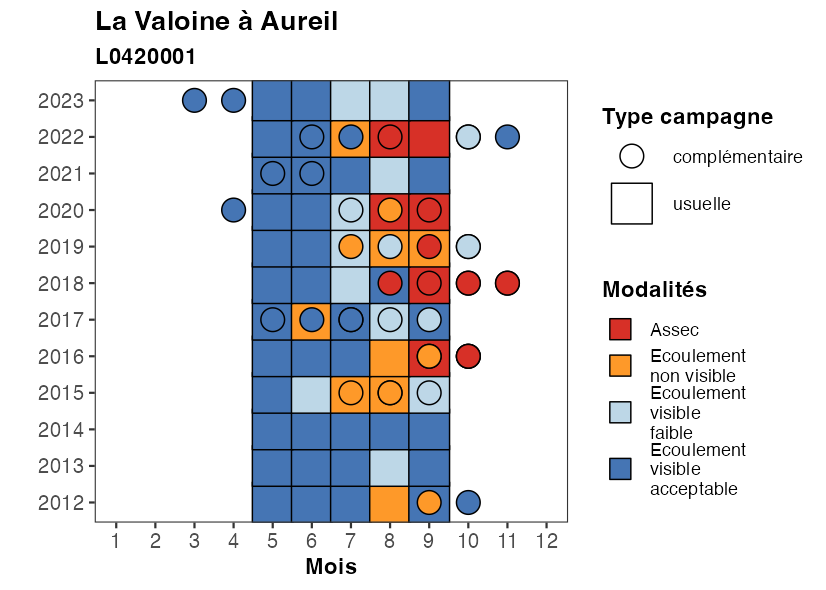 La Valoine à Aureil
L0420001
2023
2022
2021
2020
2019
2018
2017
2016
2015
2014
2013
2012
1 2 3 4 5 6 7 8 9 10 11 12
Mois
Type campagne
complémentaire
usuelle
Modalités
Assec
Ecoulement
non visible
Ecoulement
visible
faible
Ecoulement
visible
acceptable